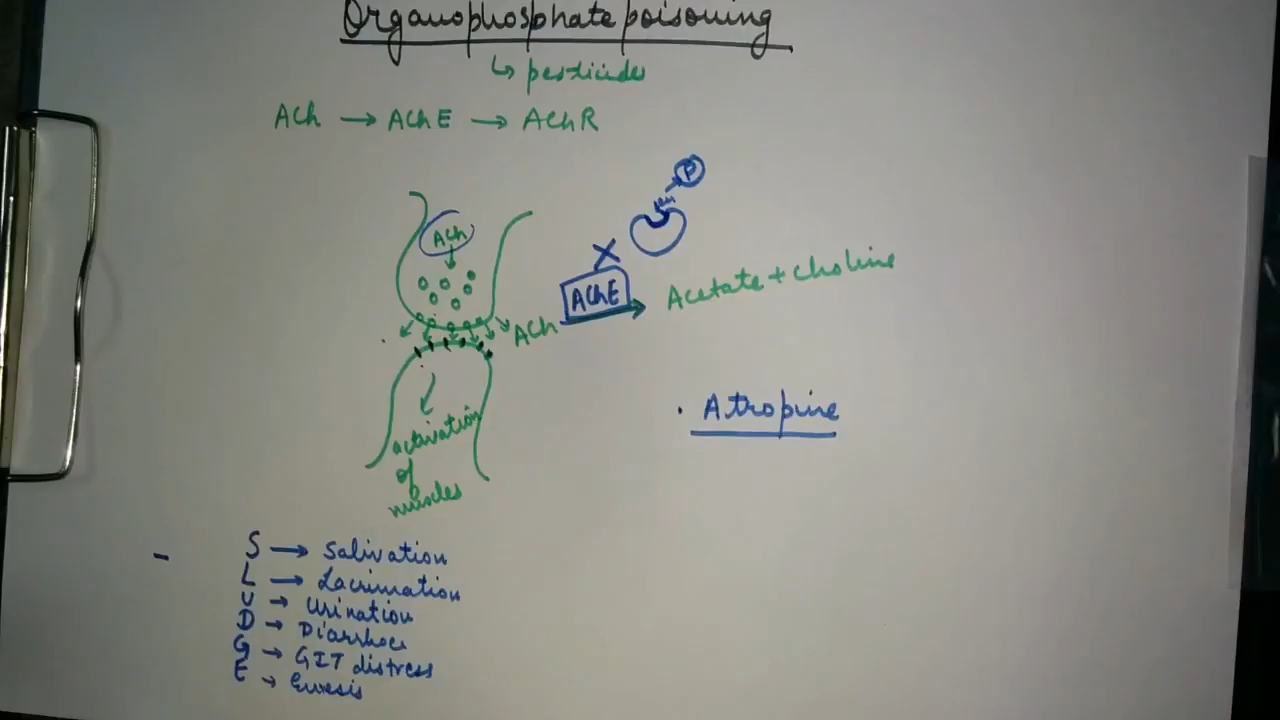 Organophosphate poisoning
↳ pesticides
ACh → AChE → AChR
P
ACh
AChE
Acetate + choline
ACh
activation
of
muscles
Atropine
S → Salivation
L → Lacrimation
U → Urination
D → Diarrhoea
G → GIT distress
E → Emesis